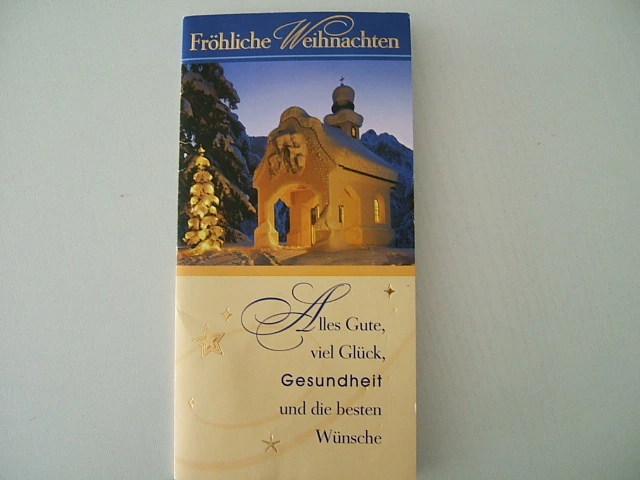 Fröhliche Weihnachten
Alles Gute,
viel Glück,
Gesundheit
und die besten
Wünsche